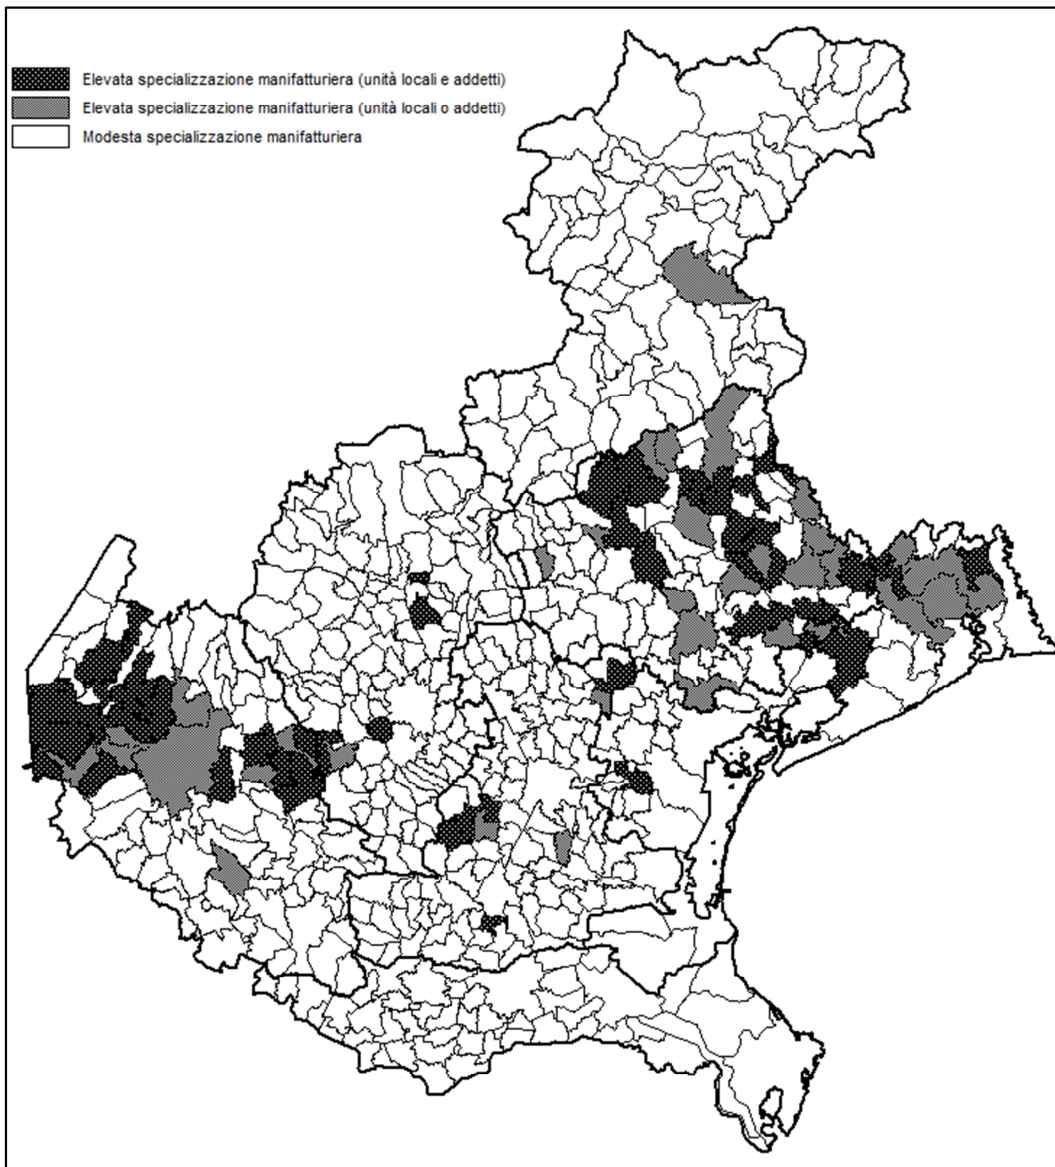 Elevata specializzazione manifatturiera (unità locali e addetti)
Elevata specializzazione manifatturiera (unità locali o addetti)
Modesta specializzazione manifatturiera